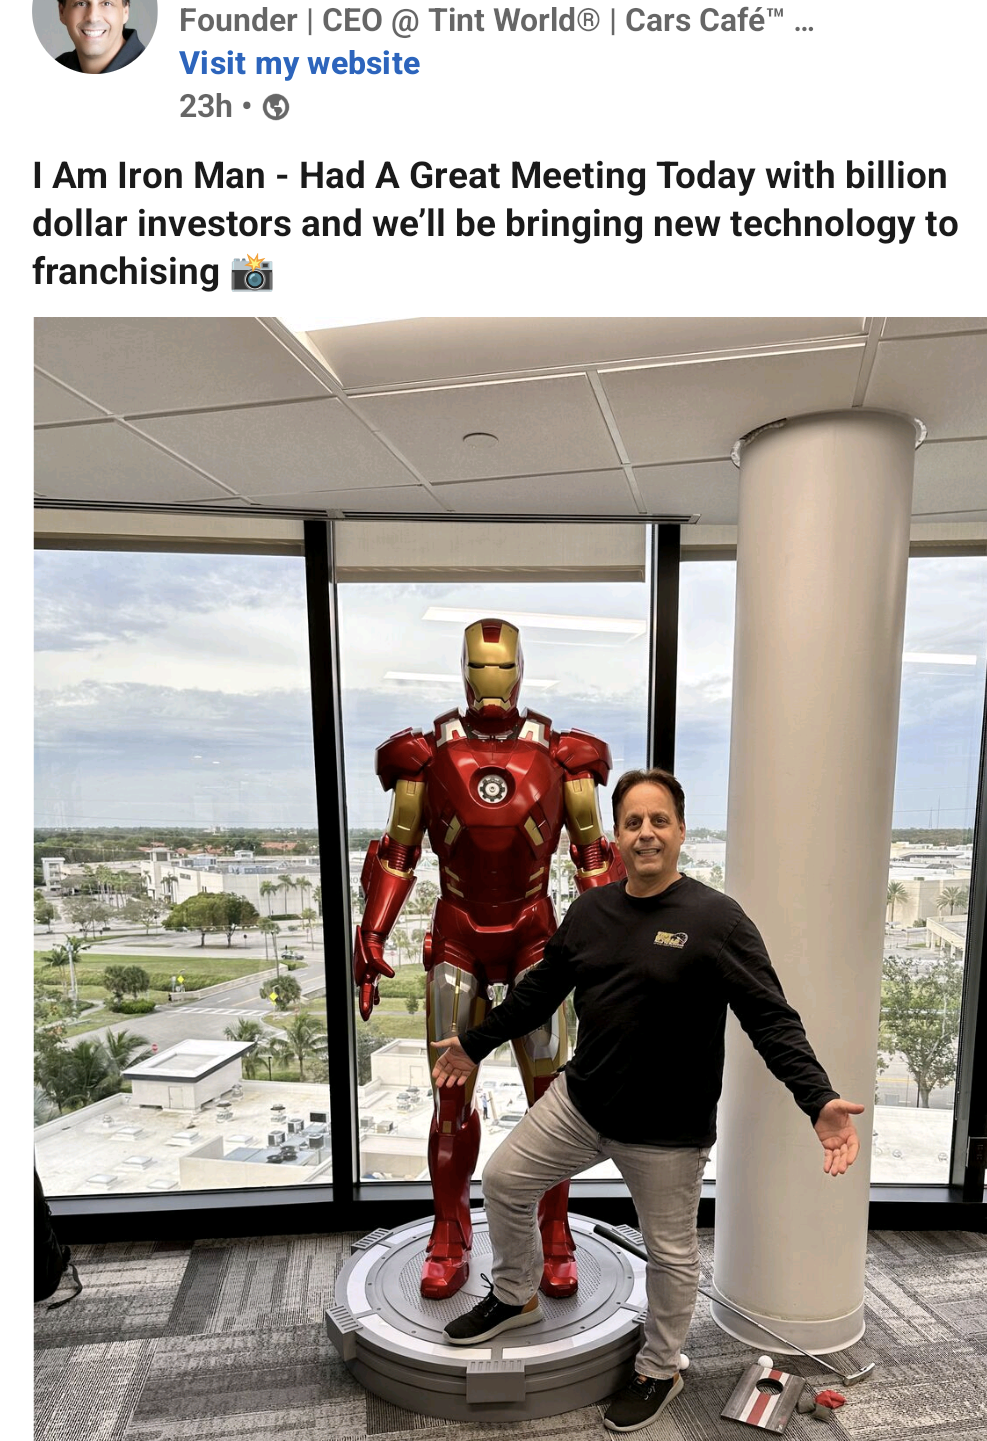 Founder | CEO @ Tint World® | Cars Café™ ...
Visit my website
23h •
I Am Iron Man - Had A Great Meeting Today with billion
dollar investors and we’ll be bringing new technology to
franchising